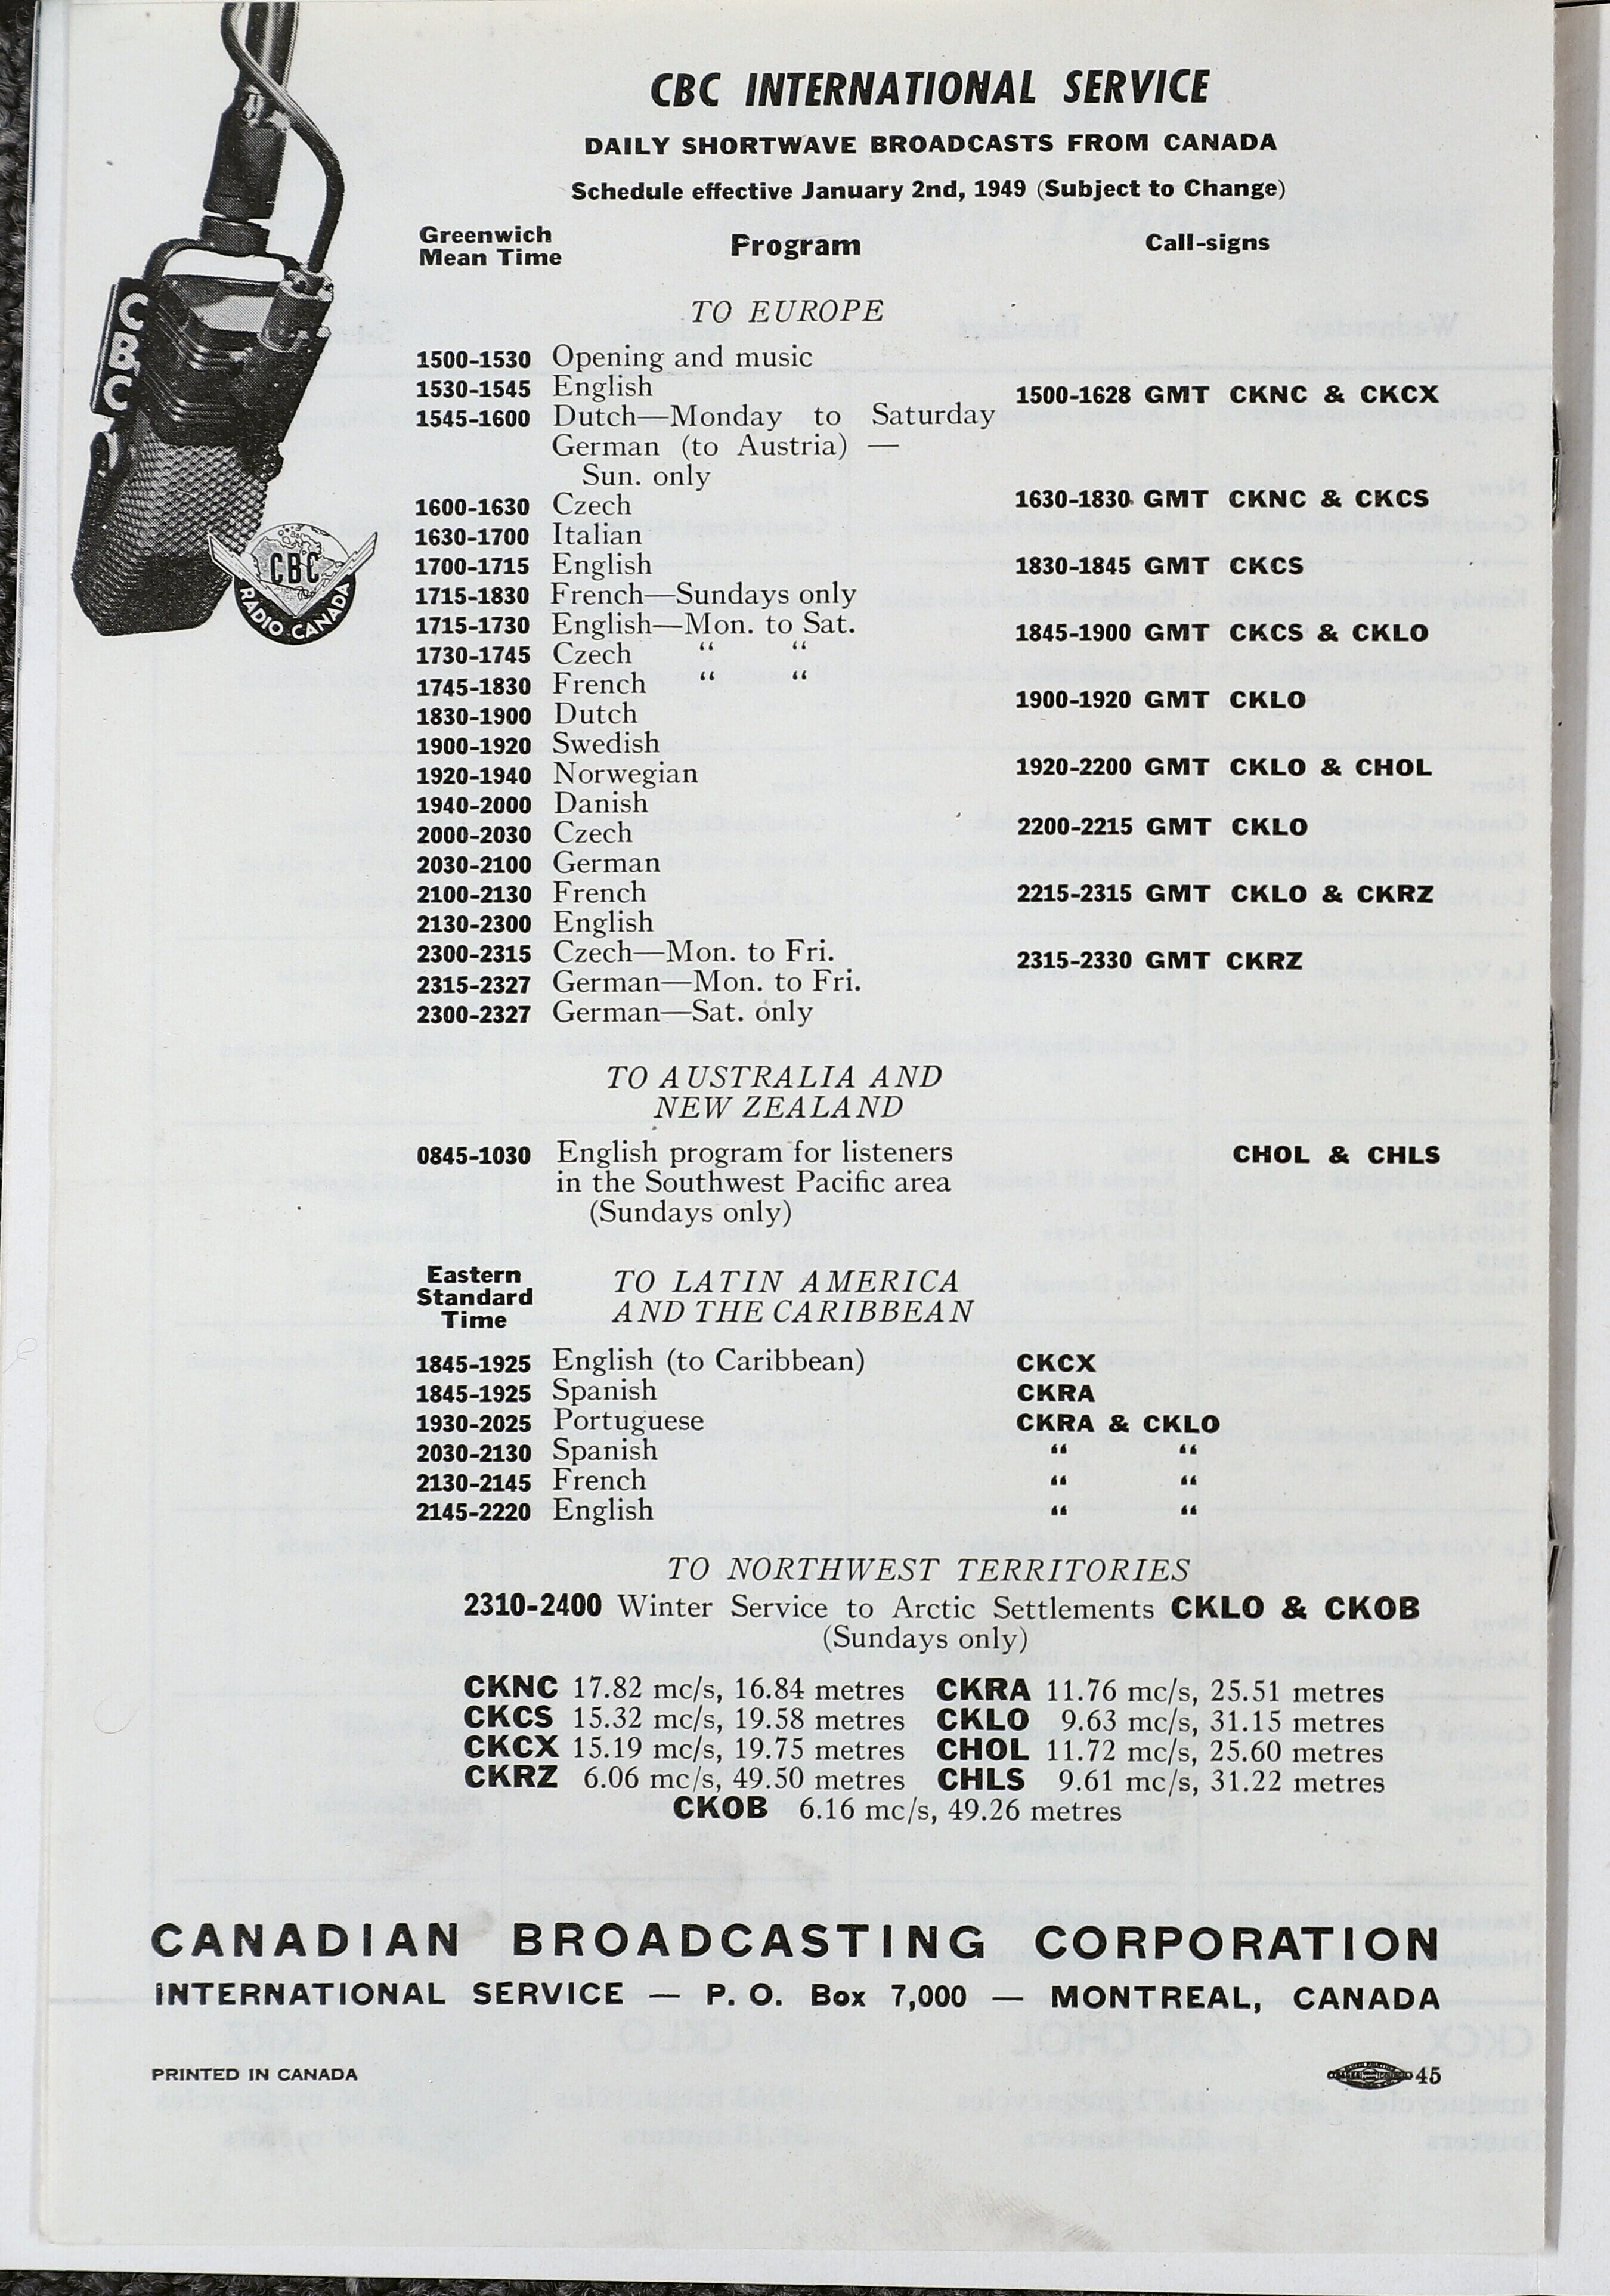 CBC INTERNATIONAL SERVICE
DAILY SHORTWAVE BROADCASTS FROM CANADA
Schedule effective January 2nd, 1949 (Subject to Change)
Greenwich
Mean Time
Program
Call-signs
CBC
CBC
RADIO CANADA
TO EUROPE
1500-1530 Opening and music
1530-1545 English
1545-1600 Dutch—Monday to Saturday
German (to Austria) —
Sun. only
1600-1630 Czech
1630-1700 Italian
1700-1715 English
1715-1830 French—Sundays only
1715-1730 English—Mon. to Sat.
1730-1745 Czech “ “
1745-1830 French “ “
1830-1900 Dutch
1900-1920 Swedish
1920-1940 Norwegian
1940-2000 Danish
2000-2030 Czech
2030-2100 German
2100-2130 French
2130-2300 English
2300-2315 Czech—Mon. to Fri.
2315-2327 German—Mon. to Fri.
2300-2327 German—Sat. only
1500-1628 GMT CKNC & CKCX
1630-1830 GMT CKNC & CKCS
1830-1845 GMT CKCS
1845-1900 GMT CKCS & CKLO
1900-1920 GMT CKLO
1920-2200 GMT CKLO & CHOL
2200-2215 GMT CKLO
2215-2315 GMT CKLO & CKRZ
2315-2330 GMT CKRZ
TO AUSTRALIA AND
NEW ZEALAND
0845-1030 English program for listeners CHOL & CHLS
in the Southwest Pacific area
(Sundays only)
Eastern
Standard
Time
TO LATIN AMERICA
AND THE CARIBBEAN
1845-1925 English (to Caribbean) CKCX
1845-1925 Spanish CKRA
1930-2025 Portuguese CKRA & CKLO
2030-2130 Spanish “ “
2130-2145 French “ “
2145-2220 English “ “
TO NORTHWEST TERRITORIES
2310-2400 Winter Service to Arctic Settlements CKLO & CKOB
(Sundays only)
CKNC 17.82 mc/s, 16.84 metres CKRA 11.76 mc/s, 25.51 metres
CKCS 15.32 mc/s, 19.58 metres CKLO 9.63 mc/s, 31.15 metres
CKCX 15.19 mc/s, 19.75 metres CHOL 11.72 mc/s, 25.60 metres
CKRZ 6.06 mc/s, 49.50 metres CHLS 9.61 mc/s, 31.22 metres
CKOB 6.16 mc/s, 49.26 metres
CANADIAN BROADCASTING CORPORATION
INTERNATIONAL SERVICE — P. O. Box 7,000 — MONTREAL, CANADA
PRINTED IN CANADA
45